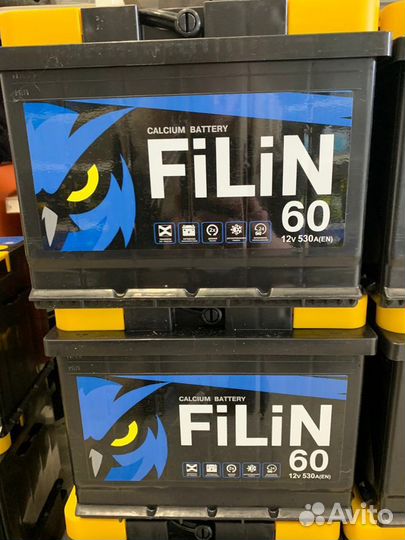 CALCIUM BATTERY
FiLiN
60
12v 530A(EN)
CALCIUM BATTERY
FiLiN
60
12v 530A(EN)
Avito